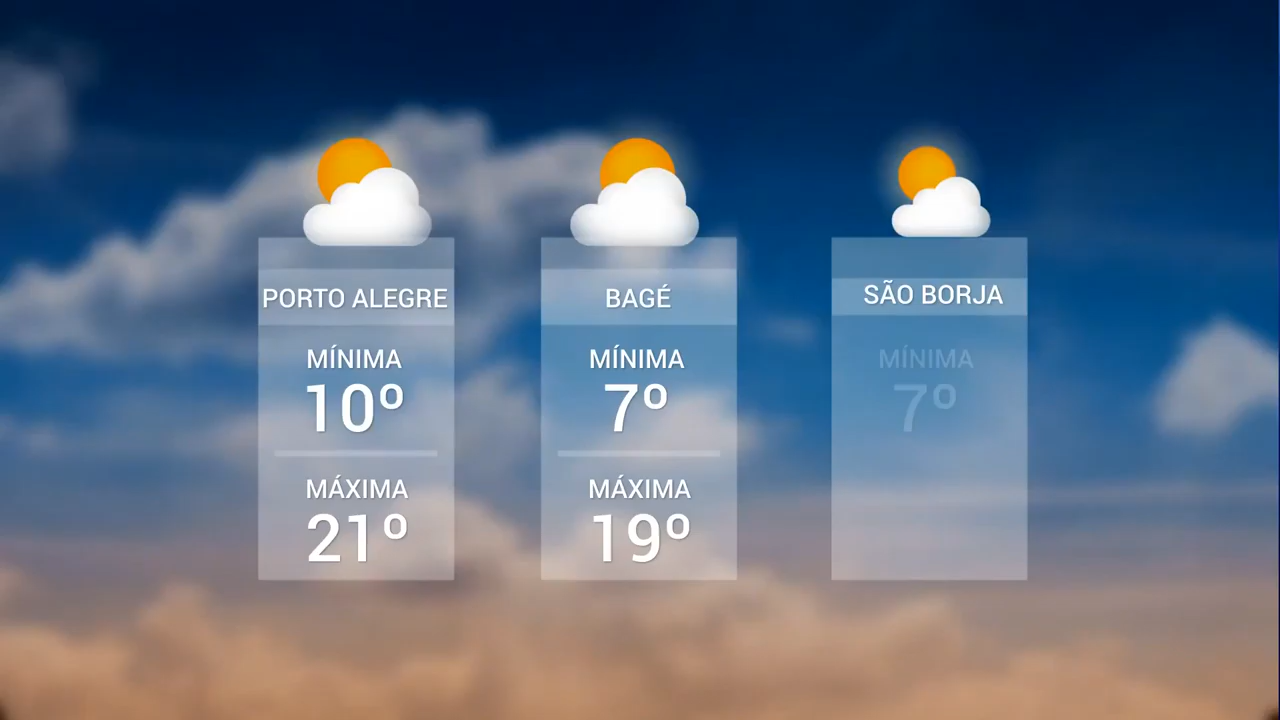 PORTO ALEGRE
MÍNIMA
10º
MÁXIMA
21º
BAGÉ
MÍNIMA
7º
MÁXIMA
19º
SÃO BORJA
MÍNIMA
7º